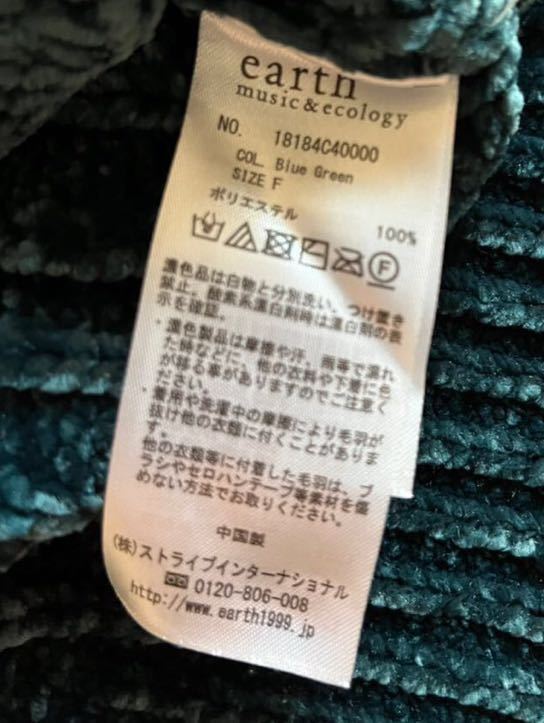 earth
music&ecology
NO. 18184C40000
COL. Blue Green
SIZE F
ポリエステル 100%
F
濃色品は白物と分別洗い、つけ置き
禁止。酸素系漂白剤時は漂白剤の表
示を確認。
・濃色製品は摩擦や汗、雨等で濡れ
た時などに、他の衣料や下着に色
が移る事がありますのでご注意く
ださい。
・着用や洗濯中の摩擦により毛羽が
抜け他の衣類に付くことがありま
す。
他の衣類等に付着した毛羽は、ブ
ラシやセロハンテープ等素材を傷
めない方法でお取りください。
中国製
(株)ストライプインターナショナル
0120-806-008
http://www.earth1999.jp